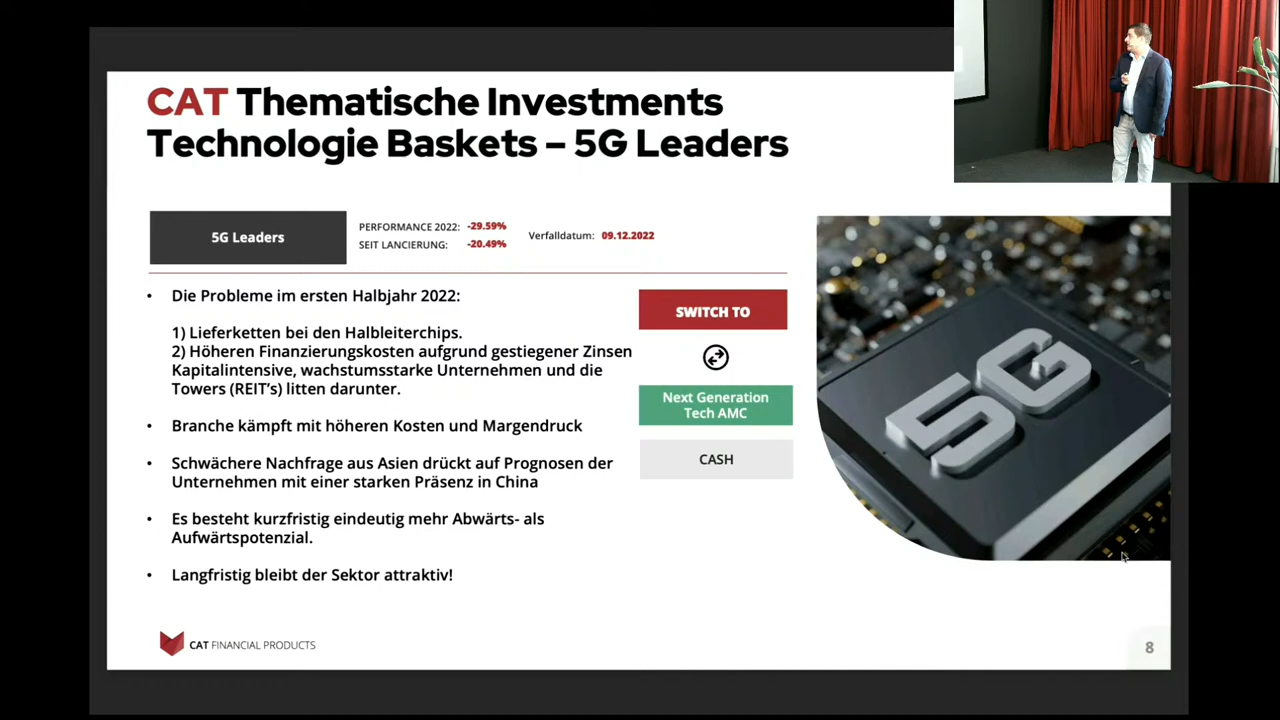 CAT Thematische Investments
Technologie Baskets – 5G Leaders
5G Leaders
PERFORMANCE 2022: -29.59%
SEIT LANCIERUNG: -20.49%
Verfalldatum: 09.12.2022
• Die Probleme im ersten Halbjahr 2022:
1) Lieferketten bei den Halbleiterchips.
2) Höheren Finanzierungskosten aufgrund gestiegener Zinsen
Kapitalintensive, wachstumsstarke Unternehmen und die
Towers (REIT’s) litten darunter.
• Branche kämpft mit höheren Kosten und Margendruck
• Schwächere Nachfrage aus Asien drückt auf Prognosen der
Unternehmen mit einer starken Präsenz in China
• Es besteht kurzfristig eindeutig mehr Abwärts- als
Aufwärtspotenzial.
• Langfristig bleibt der Sektor attraktiv!
SWITCH TO
Next Generation
Tech AMC
CASH
5G
CAT FINANCIAL PRODUCTS
8